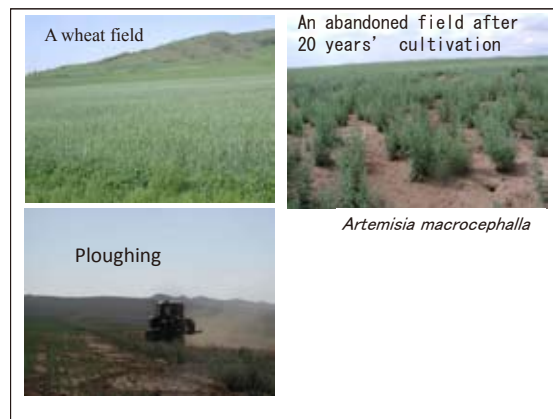 A wheat field
An abandoned field after
20 years' cultivation
Artemisia macrocephalla
Ploughing